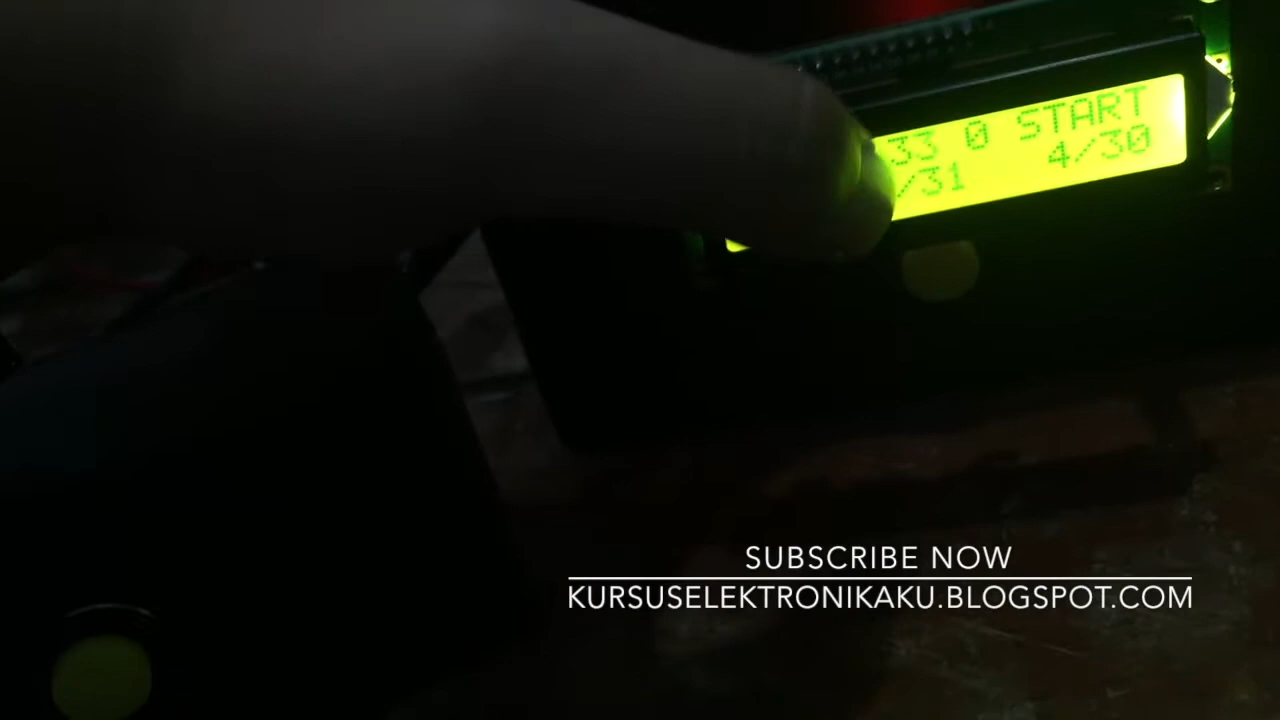 33 0 START
/31 4/30
SUBSCRIBE NOW
KURSUSELEKTRONIKAKU.BLOGSPOT.COM